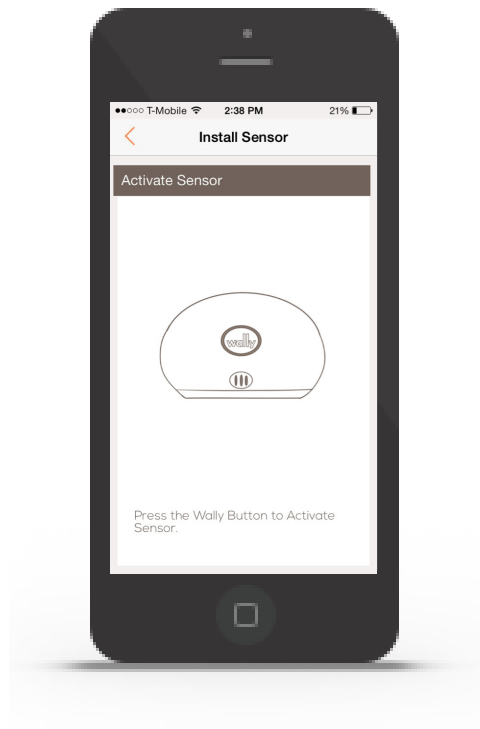 T-Mobile 2:38 PM 21%
Install Sensor
Activate Sensor
wally
Press the Wally Button to Activate
Sensor.